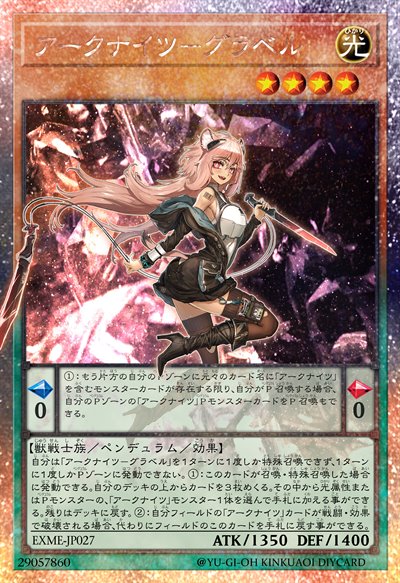 アークナイツーグラベル
光
ひかり
①:もう片方の自分のPゾーンに元々のカード名に「アークナイツ」
を含むモンスターカードが存在する限り、自分がP召喚する場合、
自分のPゾーンの「アークナイツ」PモンスターカードをP召喚も
できる。
0
0
【獣戦士族／ペンデュラム／効果】
自分は「アークナイツーグラベル」を1ターンに1度しか特殊召喚できず、1ターン
に1度しかPゾーンに発動できない。①:このカードが召喚・特殊召喚した場合
に発動できる。自分のデッキの上からカードを3枚めくる。その中から光属性また
はPモンスターの、「アークナイツ」モンスター1体を選んで手札に加える事ができ
る。残りはデッキに戻す。②:自分フィールドの「アークナイツ」カードが戦闘・効果
で破壊される場合、代わりにフィールドのこのカードを手札に戻す事ができる。
EXME-JP027
ATK/1350 DEF/1400
29057860
@YU-GI-OH KINKUAOI DIYCARD